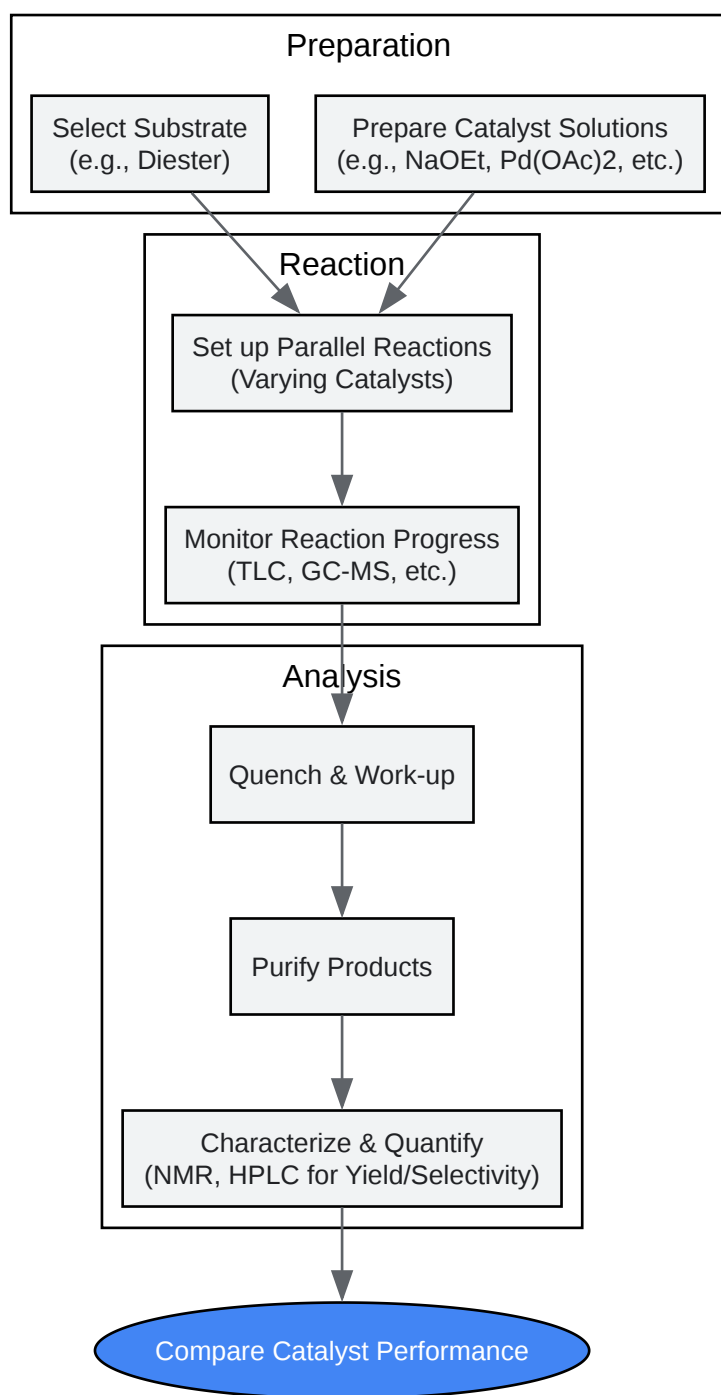 Preparation
Select Substrate
(e.g., Diester)
Prepare Catalyst Solutions
(e.g., NaOEt, Pd(OAc)2, etc.)
Reaction
Set up Parallel Reactions
(Varying Catalysts)
Monitor Reaction Progress
(TLC, GC-MS, etc.)
Analysis
Quench & Work-up
Purify Products
Characterize & Quantify
(NMR, HPLC for Yield/Selectivity)
Compare Catalyst Performance